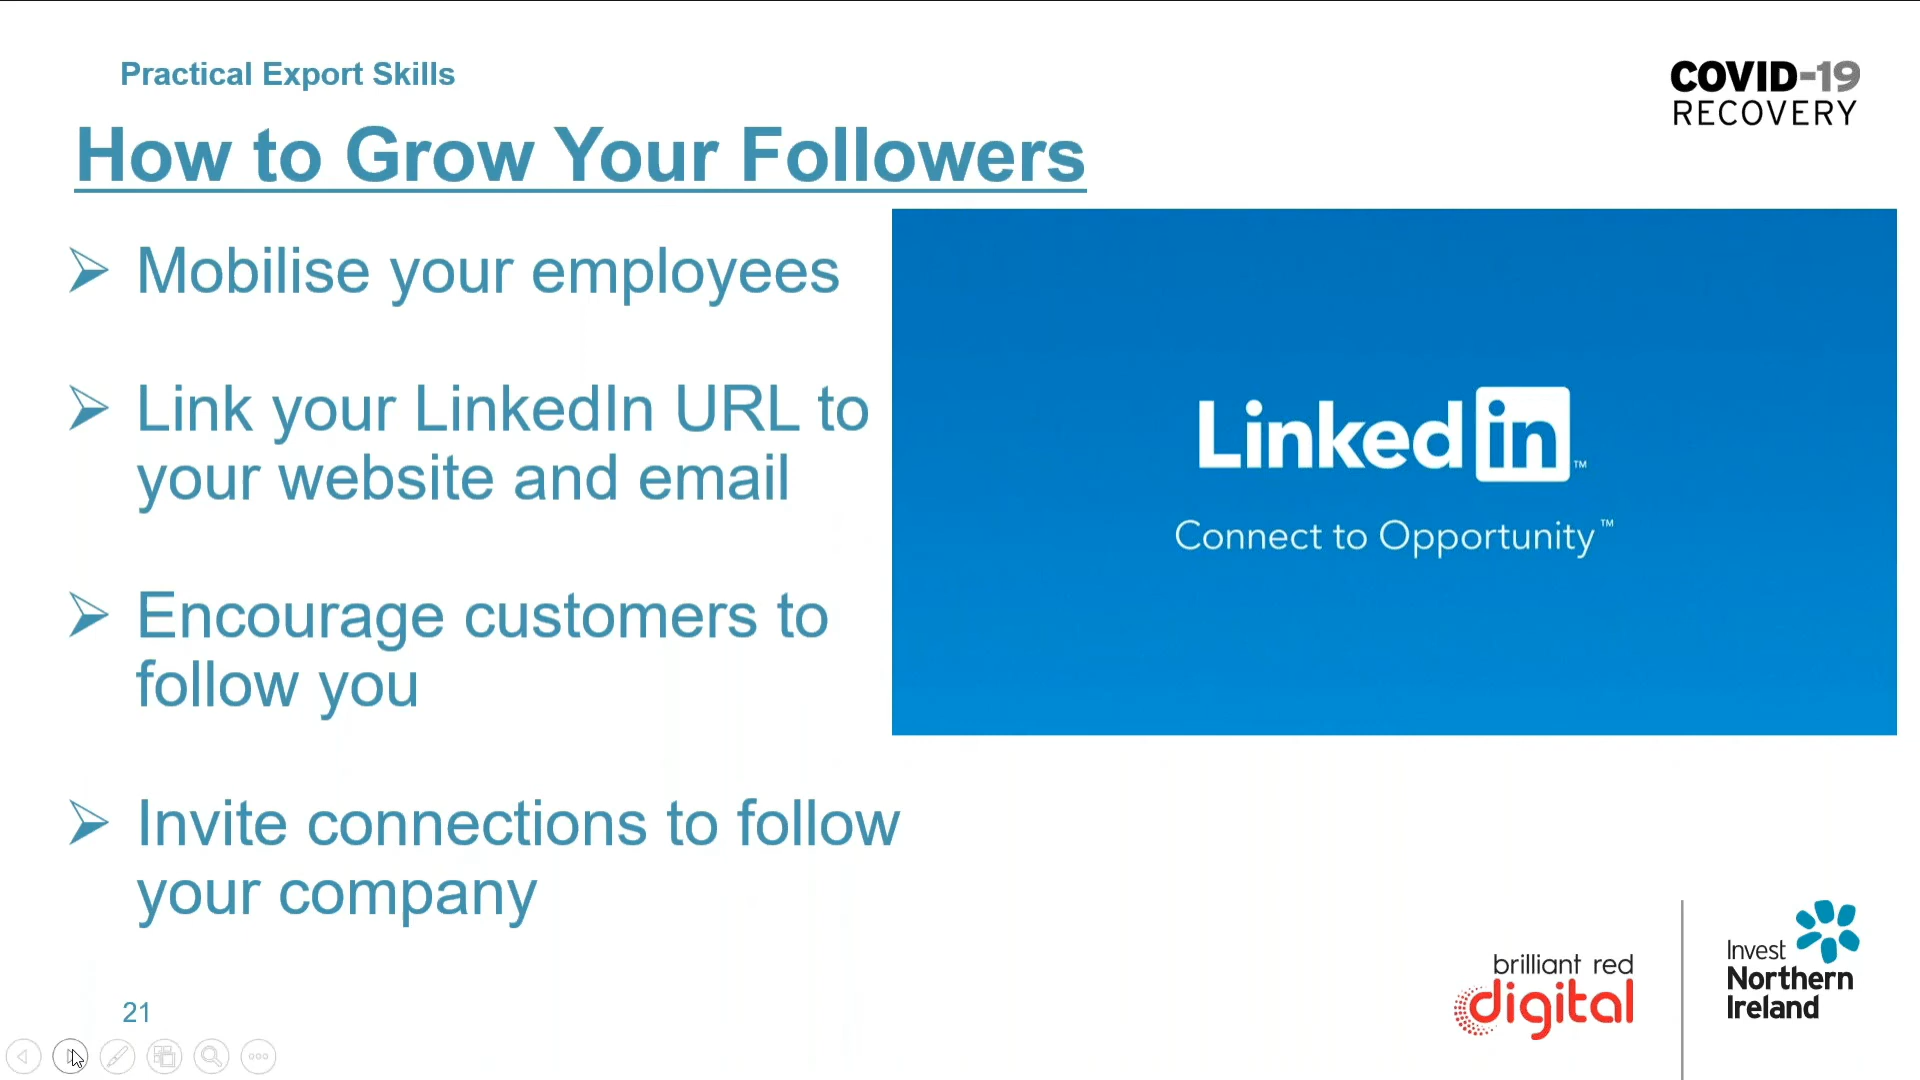 Practical Export Skills
COVID-19
RECOVERY
How to Grow Your Followers
Mobilise your employees
Link your LinkedIn URL to
your website and email
Encourage customers to
follow you
Invite connections to follow
your company
Linked in™
Connect to Opportunity™
brilliant red
digital
Invest
Northern
Ireland
21